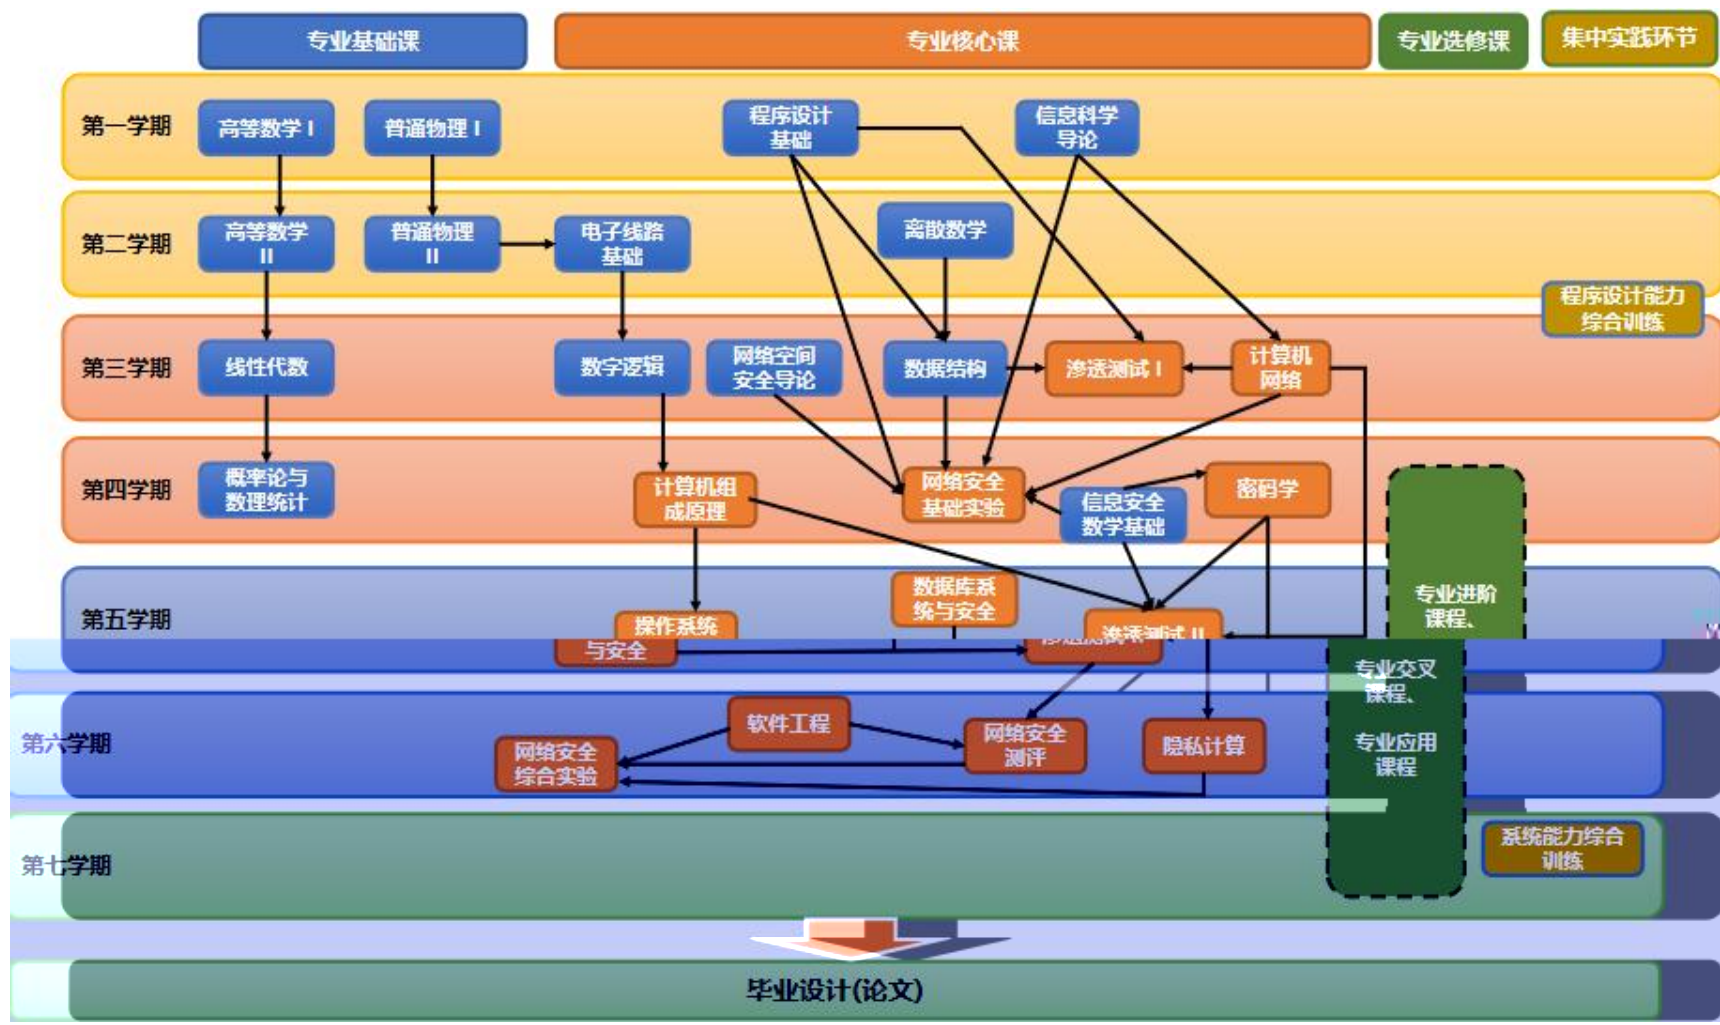 专业基础课
专业核心课
专业选修课
集中实践环节
第一学期
高等数学 I
普通物理 I
程序设计
基础
信息科学
导论
第二学期
高等数学
II
普通物理
II
电子线路
基础
离散数学
程序设计能力
综合训练
第三学期
线性代数
数字逻辑
网络空间
安全导论
数据结构
渗透测试 I
计算机
网络
第四学期
概率论与
数理统计
计算机组
成原理
网络安全
基础实验
信息安全
数学基础
密码学
第五学期
操作系统
与安全
数据库系
统与安全
渗透测试 II
专业进阶
课程、
专业交叉
课程、
专业应用
课程
第六学期
网络安全
综合实验
软件工程
网络安全
测评
隐私计算
第七学期
系统能力综合
训练
毕业设计(论文)